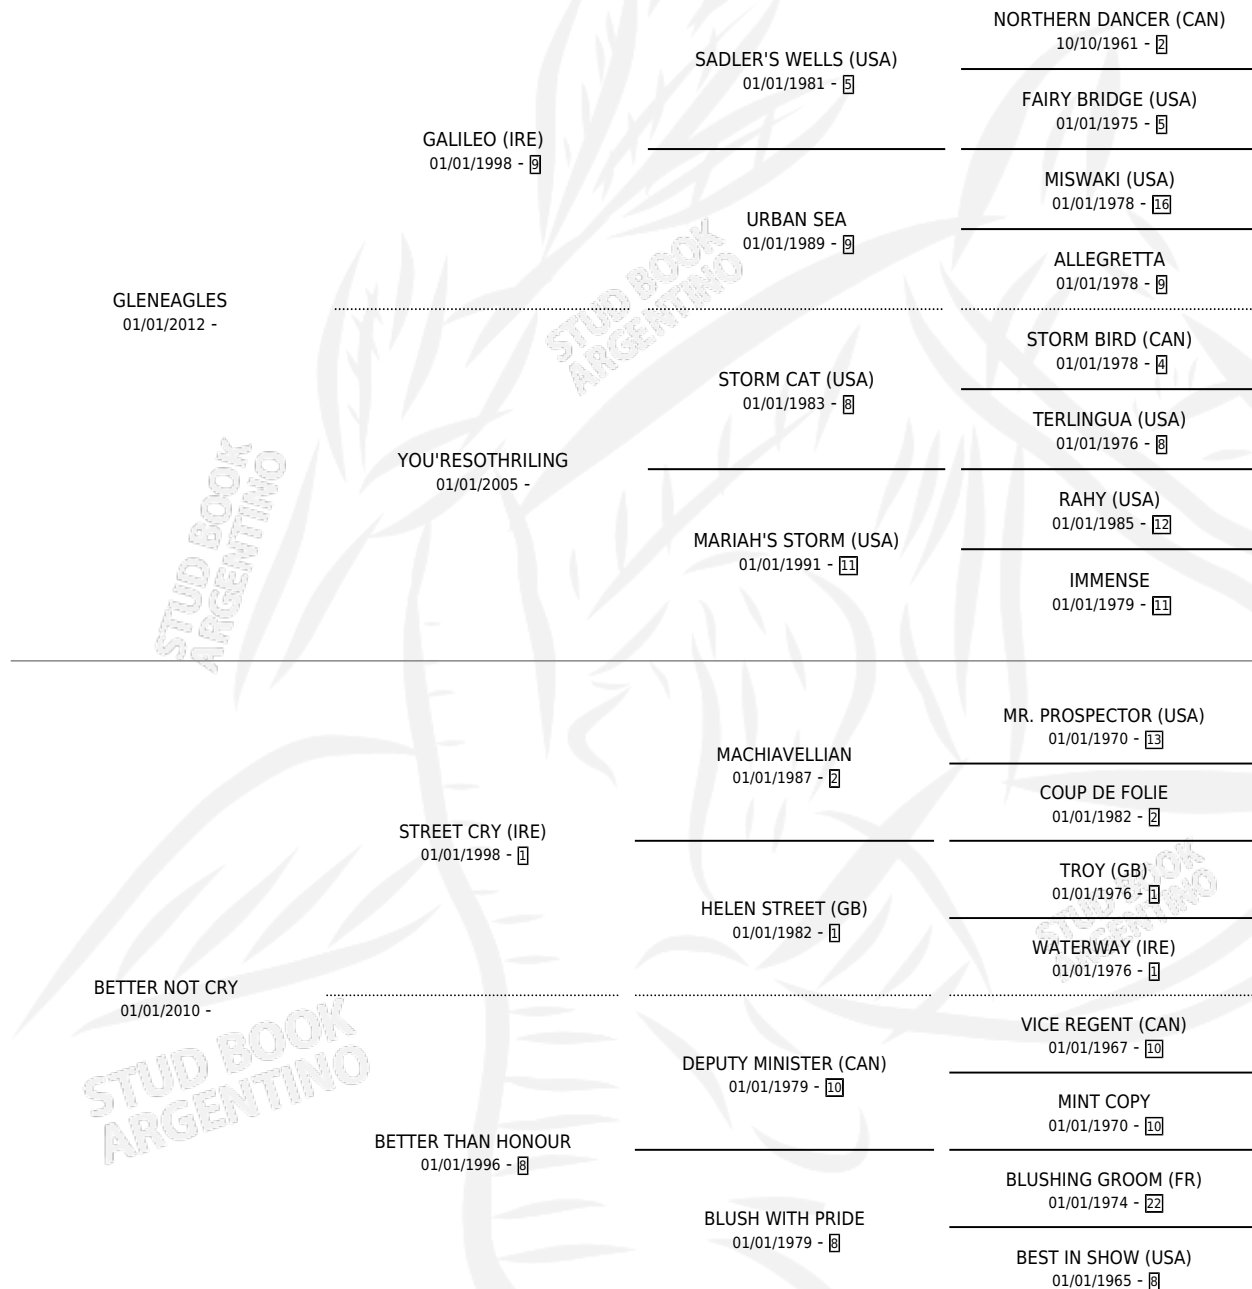 NORTHERN DANCER (CAN)
10/10/1961 - 2
SADLER'S WELLS (USA)
01/01/1981 - 5
FAIRY BRIDGE (USA)
01/01/1975 - 5
GALILEO (IRE)
01/01/1998 - 9
MISWAKI (USA)
01/01/1978 - 16
URBAN SEA
01/01/1989 - 9
ALLEGRETTA
01/01/1978 - 9
GLENEAGLES
01/01/2012 -
STORM BIRD (CAN)
01/01/1978 - 4
STORM CAT (USA)
01/01/1983 - 8
TERLINGUA (USA)
01/01/1976 - 8
YOU'RESOTHRILING
01/01/2005 -
RAHY (USA)
01/01/1985 - 12
MARIAH'S STORM (USA)
01/01/1991 - 11
IMMENSE
01/01/1979 - 11
MR. PROSPECTOR (USA)
01/01/1970 - 13
MACHIAVELLIAN
01/01/1987 - 2
COUP DE FOLIE
01/01/1982 - 2
STREET CRY (IRE)
01/01/1998 - 1
TROY (GB)
01/01/1976 - 1
HELEN STREET (GB)
01/01/1982 - 1
WATERWAY (IRE)
01/01/1976 - 1
BETTER NOT CRY
01/01/2010 -
VICE REGENT (CAN)
01/01/1967 - 10
DEPUTY MINISTER (CAN)
01/01/1979 - 10
MINT COPY
01/01/1970 - 10
BETTER THAN HONOUR
01/01/1996 - 8
BLUSHING GROOM (FR)
01/01/1974 - 22
BLUSH WITH PRIDE
01/01/1979 - 8
BEST IN SHOW (USA)
01/01/1965 - 8
STUD BOOK
ARGENTINO
STUD BOOK
ARGENTINO
STUD BOOK
ARGENTINO
STUD BOOK
ARGENTINO